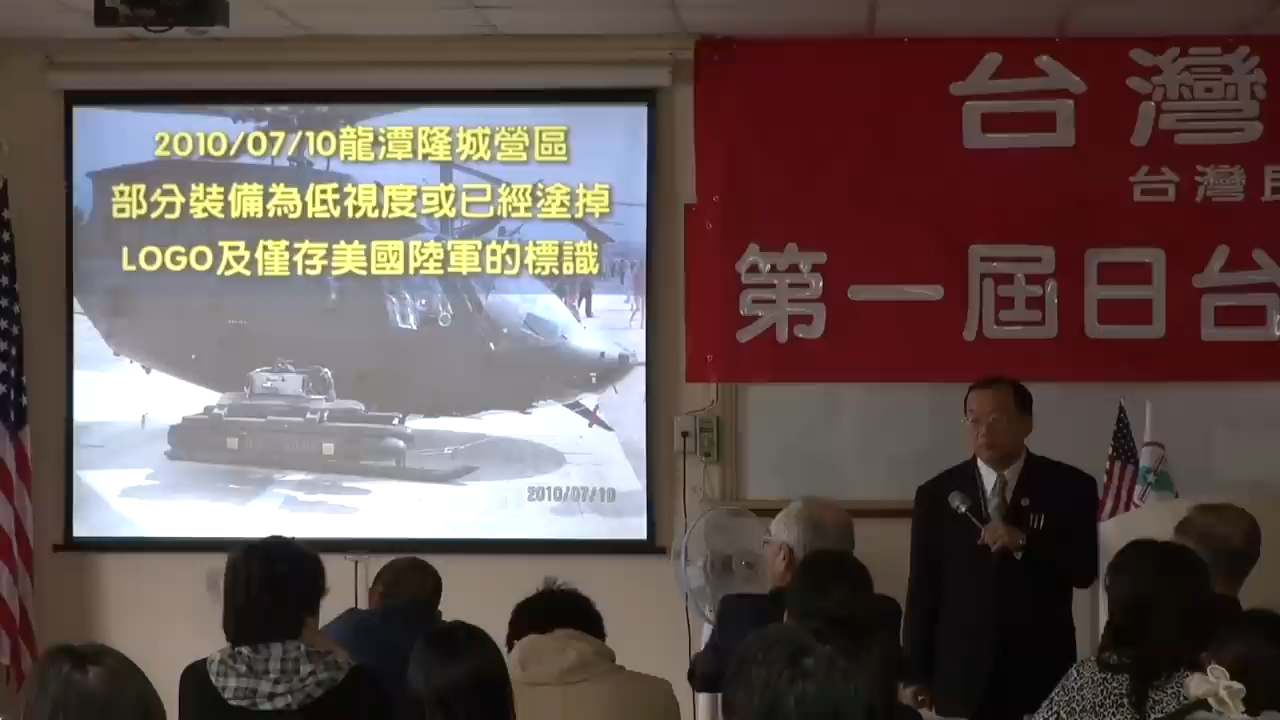 2010/07/10龍潭隆城營區
部分裝備為低視度或已經塗掉
LOGO及僅存美國陸軍的標識
2010/07/10
台灣
台灣民
第一屆日台